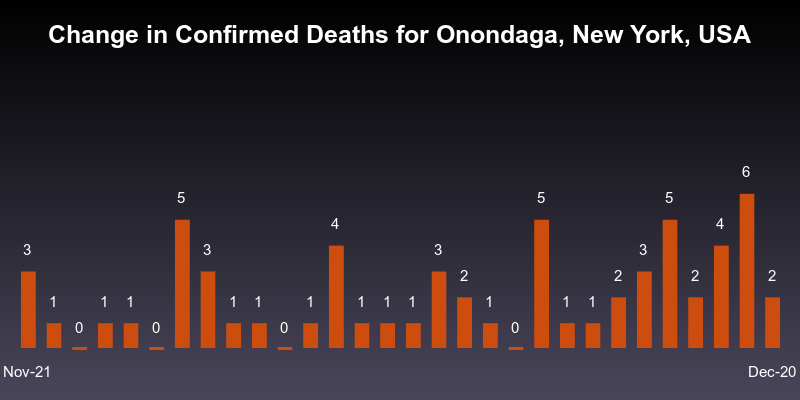 Change in Confirmed Deaths for Onondaga, New York, USA
3 1 0 1 1 0 5 3 1 1 0 1 4 1 1 1 3 2 1 0 5 1 1 2 3 5 2 4 6 2
Nov-21 Dec-20